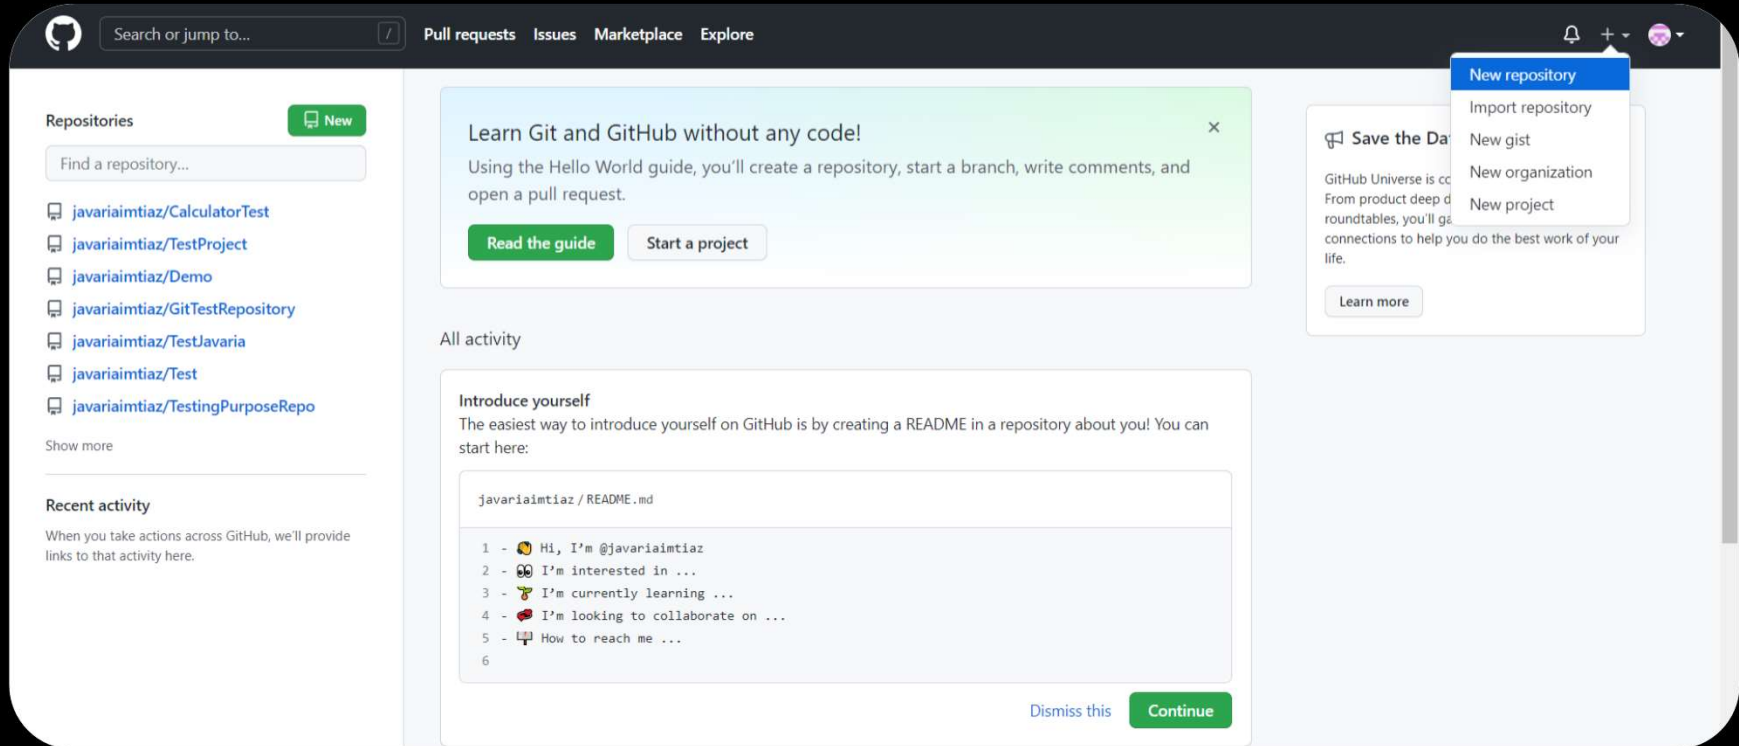 Search or jump to...
/
Pull requests
Issues
Marketplace
Explore
New repository
Import repository
New gist
New organization
New project
Repositories
New
Find a repository...
javariaimtiaz/CalculatorTest
javariaimtiaz/TestProject
javariaimtiaz/Demo
javariaimtiaz/GitTestRepository
javariaimtiaz/TestJavaria
javariaimtiaz/Test
javariaimtiaz/TestingPurposeRepo
Show more
Recent activity
When you take actions across GitHub, we'll provide
links to that activity here.
Learn Git and GitHub without any code!
Using the Hello World guide, you'll create a repository, start a branch, write comments, and
open a pull request.
Read the guide
Start a project
All activity
Introduce yourself
The easiest way to introduce yourself on GitHub is by creating a README in a repository about you! You can
start here:
javariaimtiaz / README.md
1 - 👋 Hi, I'm @javariaimtiaz
2 - 👀 I'm interested in ...
3 - 🌱 I'm currently learning ...
4 - 💞️ I'm looking to collaborate on ...
5 - 📫 How to reach me ...
6
Dismiss this
Continue
Save the
GitHub Universe is
From product deep
roundtables, you'll
connections to help you do the best work of your
life.
Learn more